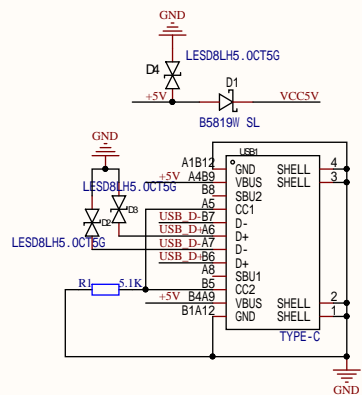 GND
LESD8LH5.0CT5G
D4
D1
+5V
VCC5V
B5819W SL
GND
USB1
A1B12 GND SHELL 4
+5V A4B9 VBUS SHELL 3
LESD8LH5.0CT5G
B8 SBU2
A5 CC1
D3
D2
USB_D- B7 D-
USB_D+ A6 D+
LESD8LH5.0CT5G
USB_D- A7 D-
USB_D+ B6 D+
A8 SBU1
R1 5.1K B5 CC2
+5V B4A9 VBUS SHELL 2
B1A12 GND SHELL 1
TYPE-C
GND